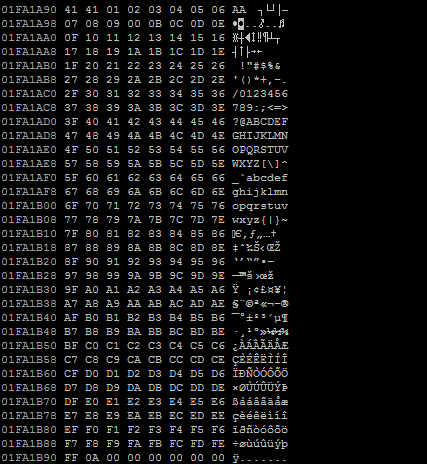 01FA1A90 41 41 01 02 03 04 05 06 AA ┐└┘│─
01FA1A98 07 08 09 00 0B 0C 0D 0E
01FA1AA0 0F 10 11 12 13 14 15 16
01FA1AA8 17 18 19 1A 1B 1C 1D 1E
01FA1AB0 1F 20 21 22 23 24 25 26 !"#$%&
01FA1AB8 27 28 29 2A 2B 2C 2D 2E '()*+,-.
01FA1AC0 2F 30 31 32 33 34 35 36 /0123456
01FA1AC8 37 38 39 3A 3B 3C 3D 3E 789:;<=>
01FA1AD0 3F 40 41 42 43 44 45 46 ?@ABCDEF
01FA1AD8 47 48 49 4A 4B 4C 4D 4E GHIJKLMN
01FA1AE0 4F 50 51 52 53 54 55 56 OPQRSTUV
01FA1AE8 57 58 59 5A 5B 5C 5D 5E WXYZ[\]^
01FA1AF0 5F 60 61 62 63 64 65 66 _`abcdef
01FA1AF8 67 68 69 6A 6B 6C 6D 6E ghijklmn
01FA1B00 6F 70 71 72 73 74 75 76 opqrstuv
01FA1B08 77 78 79 7A 7B 7C 7D 7E wxyz{|}~
01FA1B10 7F 80 81 82 83 84 85 86 €‚ƒ„…†
01FA1B18 87 88 89 8A 8B 8C 8D 8E ‡ˆ‰Š‹ŒŽ
01FA1B20 8F 90 91 92 93 94 95 96 ‘’“”•–
01FA1B28 97 98 99 9A 9B 9C 9D 9E —˜™š›œž
01FA1B30 9F A0 A1 A2 A3 A4 A5 A6 Ÿ ¡¢£¤¥¦
01FA1B38 A7 A8 A9 AA AB AC AD AE §¨©ª«¬-®
01FA1B40 AF B0 B1 B2 B3 B4 B5 B6 ¯°±²³´µ¶
01FA1B48 B7 B8 B9 BA BB BC BD BE ·¸¹º»¼½¾
01FA1B50 BF C0 C1 C2 C3 C4 C5 C6 ¿ÀÁÂÃÄÅÆ
01FA1B58 C7 C8 C9 CA CB CC CD CE ÇÈÉÊËÌÍÎ
01FA1B60 CF D0 D1 D2 D3 D4 D5 D6 ÏÐÑÒÓÔÕÖ
01FA1B68 D7 D8 D9 DA DB DC DD DE ×ØÙÚÛÜÝÞ
01FA1B70 DF E0 E1 E2 E3 E4 E5 E6 ßàáâãäåæ
01FA1B78 E7 E8 E9 EA EB EC ED EE çèéêëìíî
01FA1B80 EF F0 F1 F2 F3 F4 F5 F6 ïðñòóôõö
01FA1B88 F7 F8 F9 FA FB FC FD FE ÷øùúûüýþ
01FA1B90 FF 0A 00 00 00 00 00 00 ÿ.......